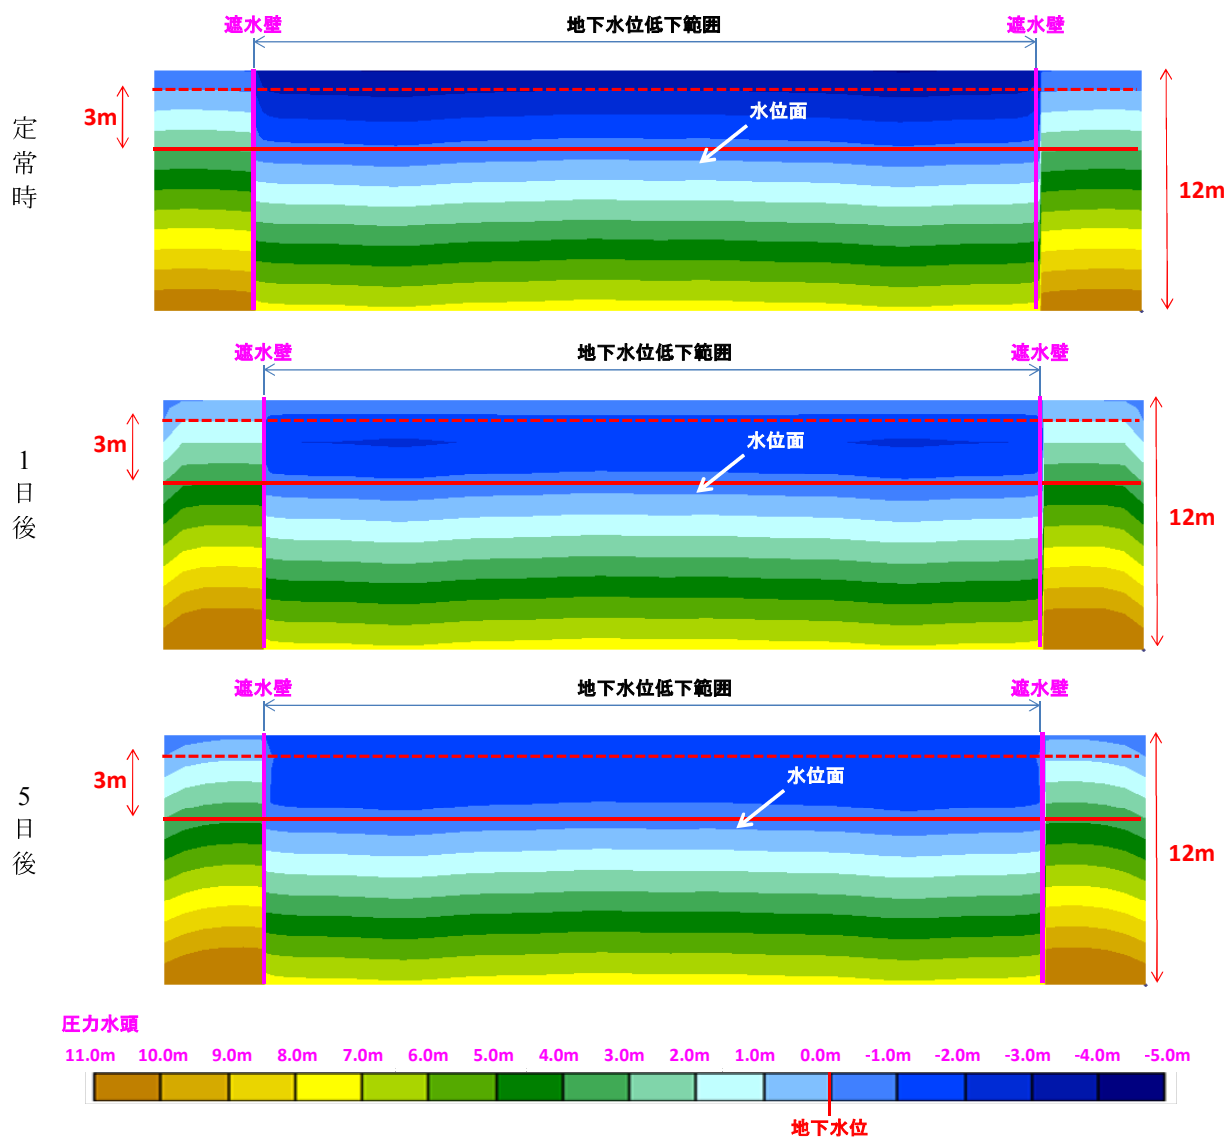 地下水位低下範囲
遮水壁 遮水壁
3m
水位面
12m
定常時
地下水位低下範囲
遮水壁 遮水壁
3m
水位面
12m
1日後
地下水位低下範囲
遮水壁 遮水壁
3m
水位面
12m
5日後
圧力水頭
11.0m 10.0m 9.0m 8.0m 7.0m 6.0m 5.0m 4.0m 3.0m 2.0m 1.0m 0.0m -1.0m -2.0m -3.0m -4.0m -5.0m
地下水位